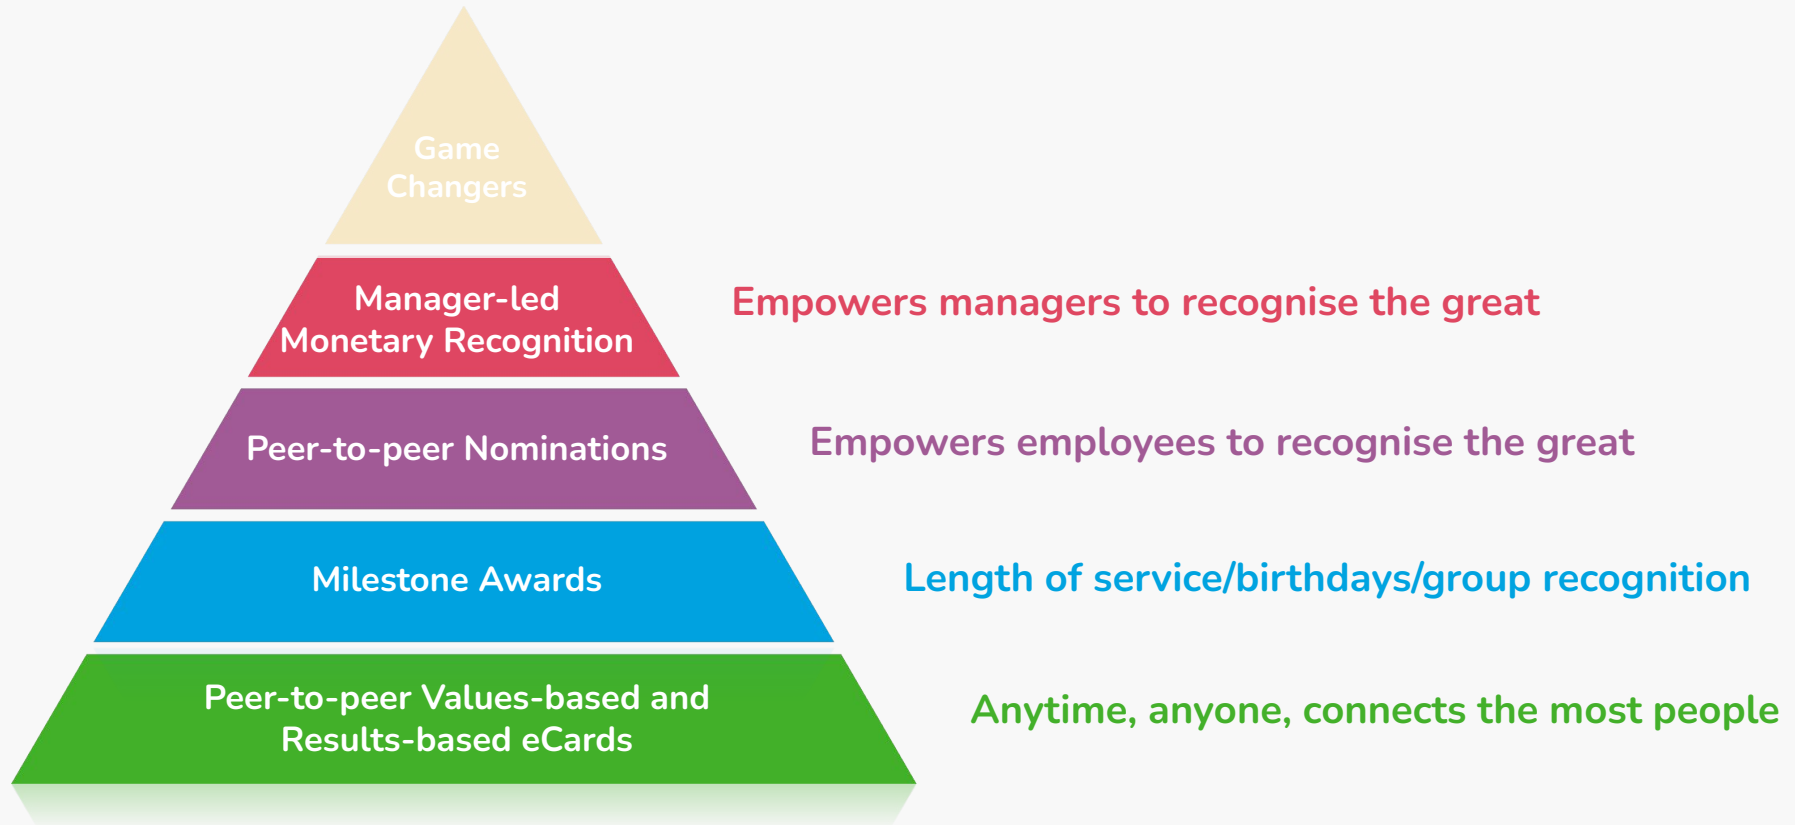 Game
Changers
Manager-led
Monetary Recognition
Empowers managers to recognise the great
Peer-to-peer Nominations
Empowers employees to recognise the great
Milestone Awards
Length of service/birthdays/group recognition
Peer-to-peer Values-based and
Results-based eCards
Anytime, anyone, connects the most people